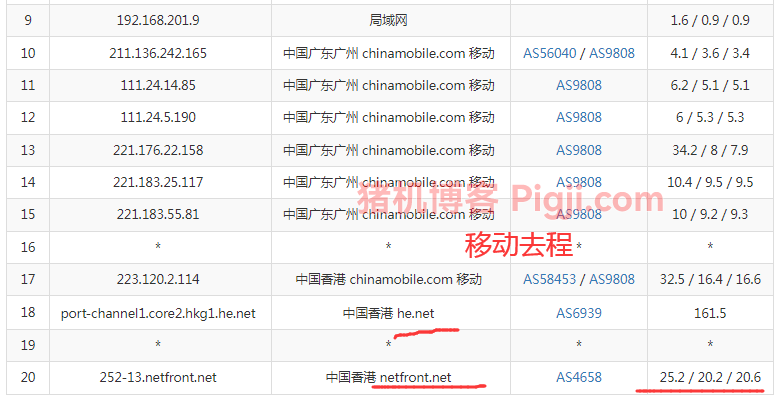 9 192.168.201.9 局域网 1.6 / 0.9 / 0.9
10 211.136.242.165 中国广东广州 chinamobile.com 移动 AS56040 / AS9808 4.1 / 3.6 / 3.4
11 111.24.14.85 中国广东广州 chinamobile.com 移动 AS9808 6.2 / 5.1 / 5.1
12 111.24.5.190 中国广东广州 chinamobile.com 移动 AS9808 6 / 5.3 / 5.3
13 221.176.22.158 中国广东广州 chinamobile.com 移动 AS9808 34.2 / 8 / 7.9
14 221.183.25.117 中国广东广州 chinamobile.com 移动 AS9808 10.4 / 9.5 / 9.5
猪机博客 Pigji.com
15 221.183.55.81 中国广东广州 chinamobile.com 移动 AS9808 10 / 9.2 / 9.3
移动去程
16 * * * *
17 223.120.2.114 中国香港 chinamobile.com 移动 AS58453 / AS9808 32.5 / 16.4 / 16.6
18 port-channel1.core2.hkg1.he.net 中国香港 he.net AS6939 161.5
19 * * * *
20 252-13.netfront.net 中国香港 netfront.net AS4658 25.2 / 20.2 / 20.6